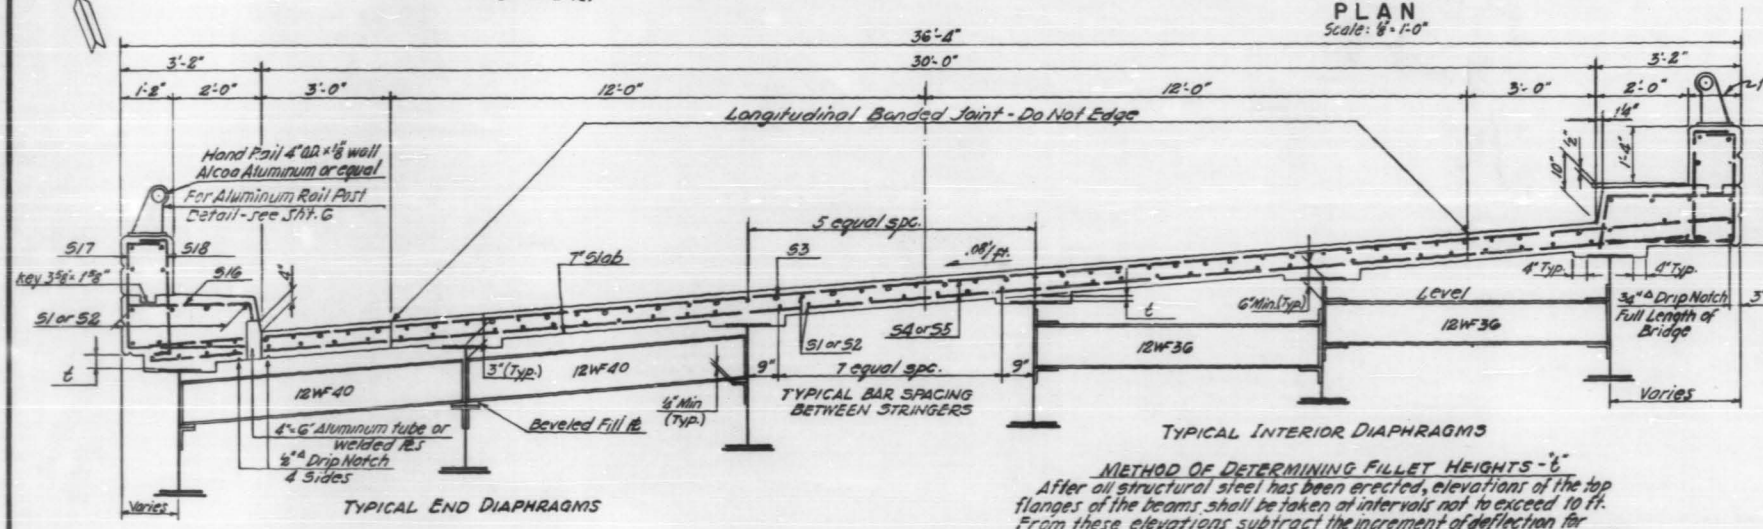 PLAN
Scale: ⅛" = 1'-0"
36'-4"
3'-2"
30'-0"
3'-2"
1'-2"
2'-0"
3'-0"
12'-0"
12'-0"
3'-0"
2'-0"
Longitudinal Bonded Joint - Do Not Edge
1¼"
½"
10"
1'-4"
Hand Rail 4" O.D. x ⅛" wall
Alcoa Aluminum or equal
For Aluminum Rail Post
Detail - see Sht. 6
5 equal spc.
S17
S18
7" Slab
S3
.08'/ft.
Key 3⅝" x 1⅝"
S16
4"
4" Typ.
4" Typ.
S1 or S2
t
6" Min. (Typ.)
Level
¾" Δ Drip Notch
Full Length of
Bridge
S4 or S5
S1 or S2
12WF36
12WF36
t
3" (Typ.)
9"
7 equal spc.
9"
12WF40
12WF40
TYPICAL BAR SPACING
BETWEEN STRINGERS
½" Min
(Typ.)
Varies
4" x 6" Aluminum tube or
welded PLs
Beveled Fill PL
½" Δ Drip Notch
4 Sides
TYPICAL INTERIOR DIAPHRAGMS
Varies
TYPICAL END DIAPHRAGMS
METHOD OF DETERMINING FILLET HEIGHTS - "t"
After all structural steel has been erected, elevations of the top
flanges of the beams shall be taken at intervals not to exceed 10 ft.
From these elevations subtract the increment of deflection for